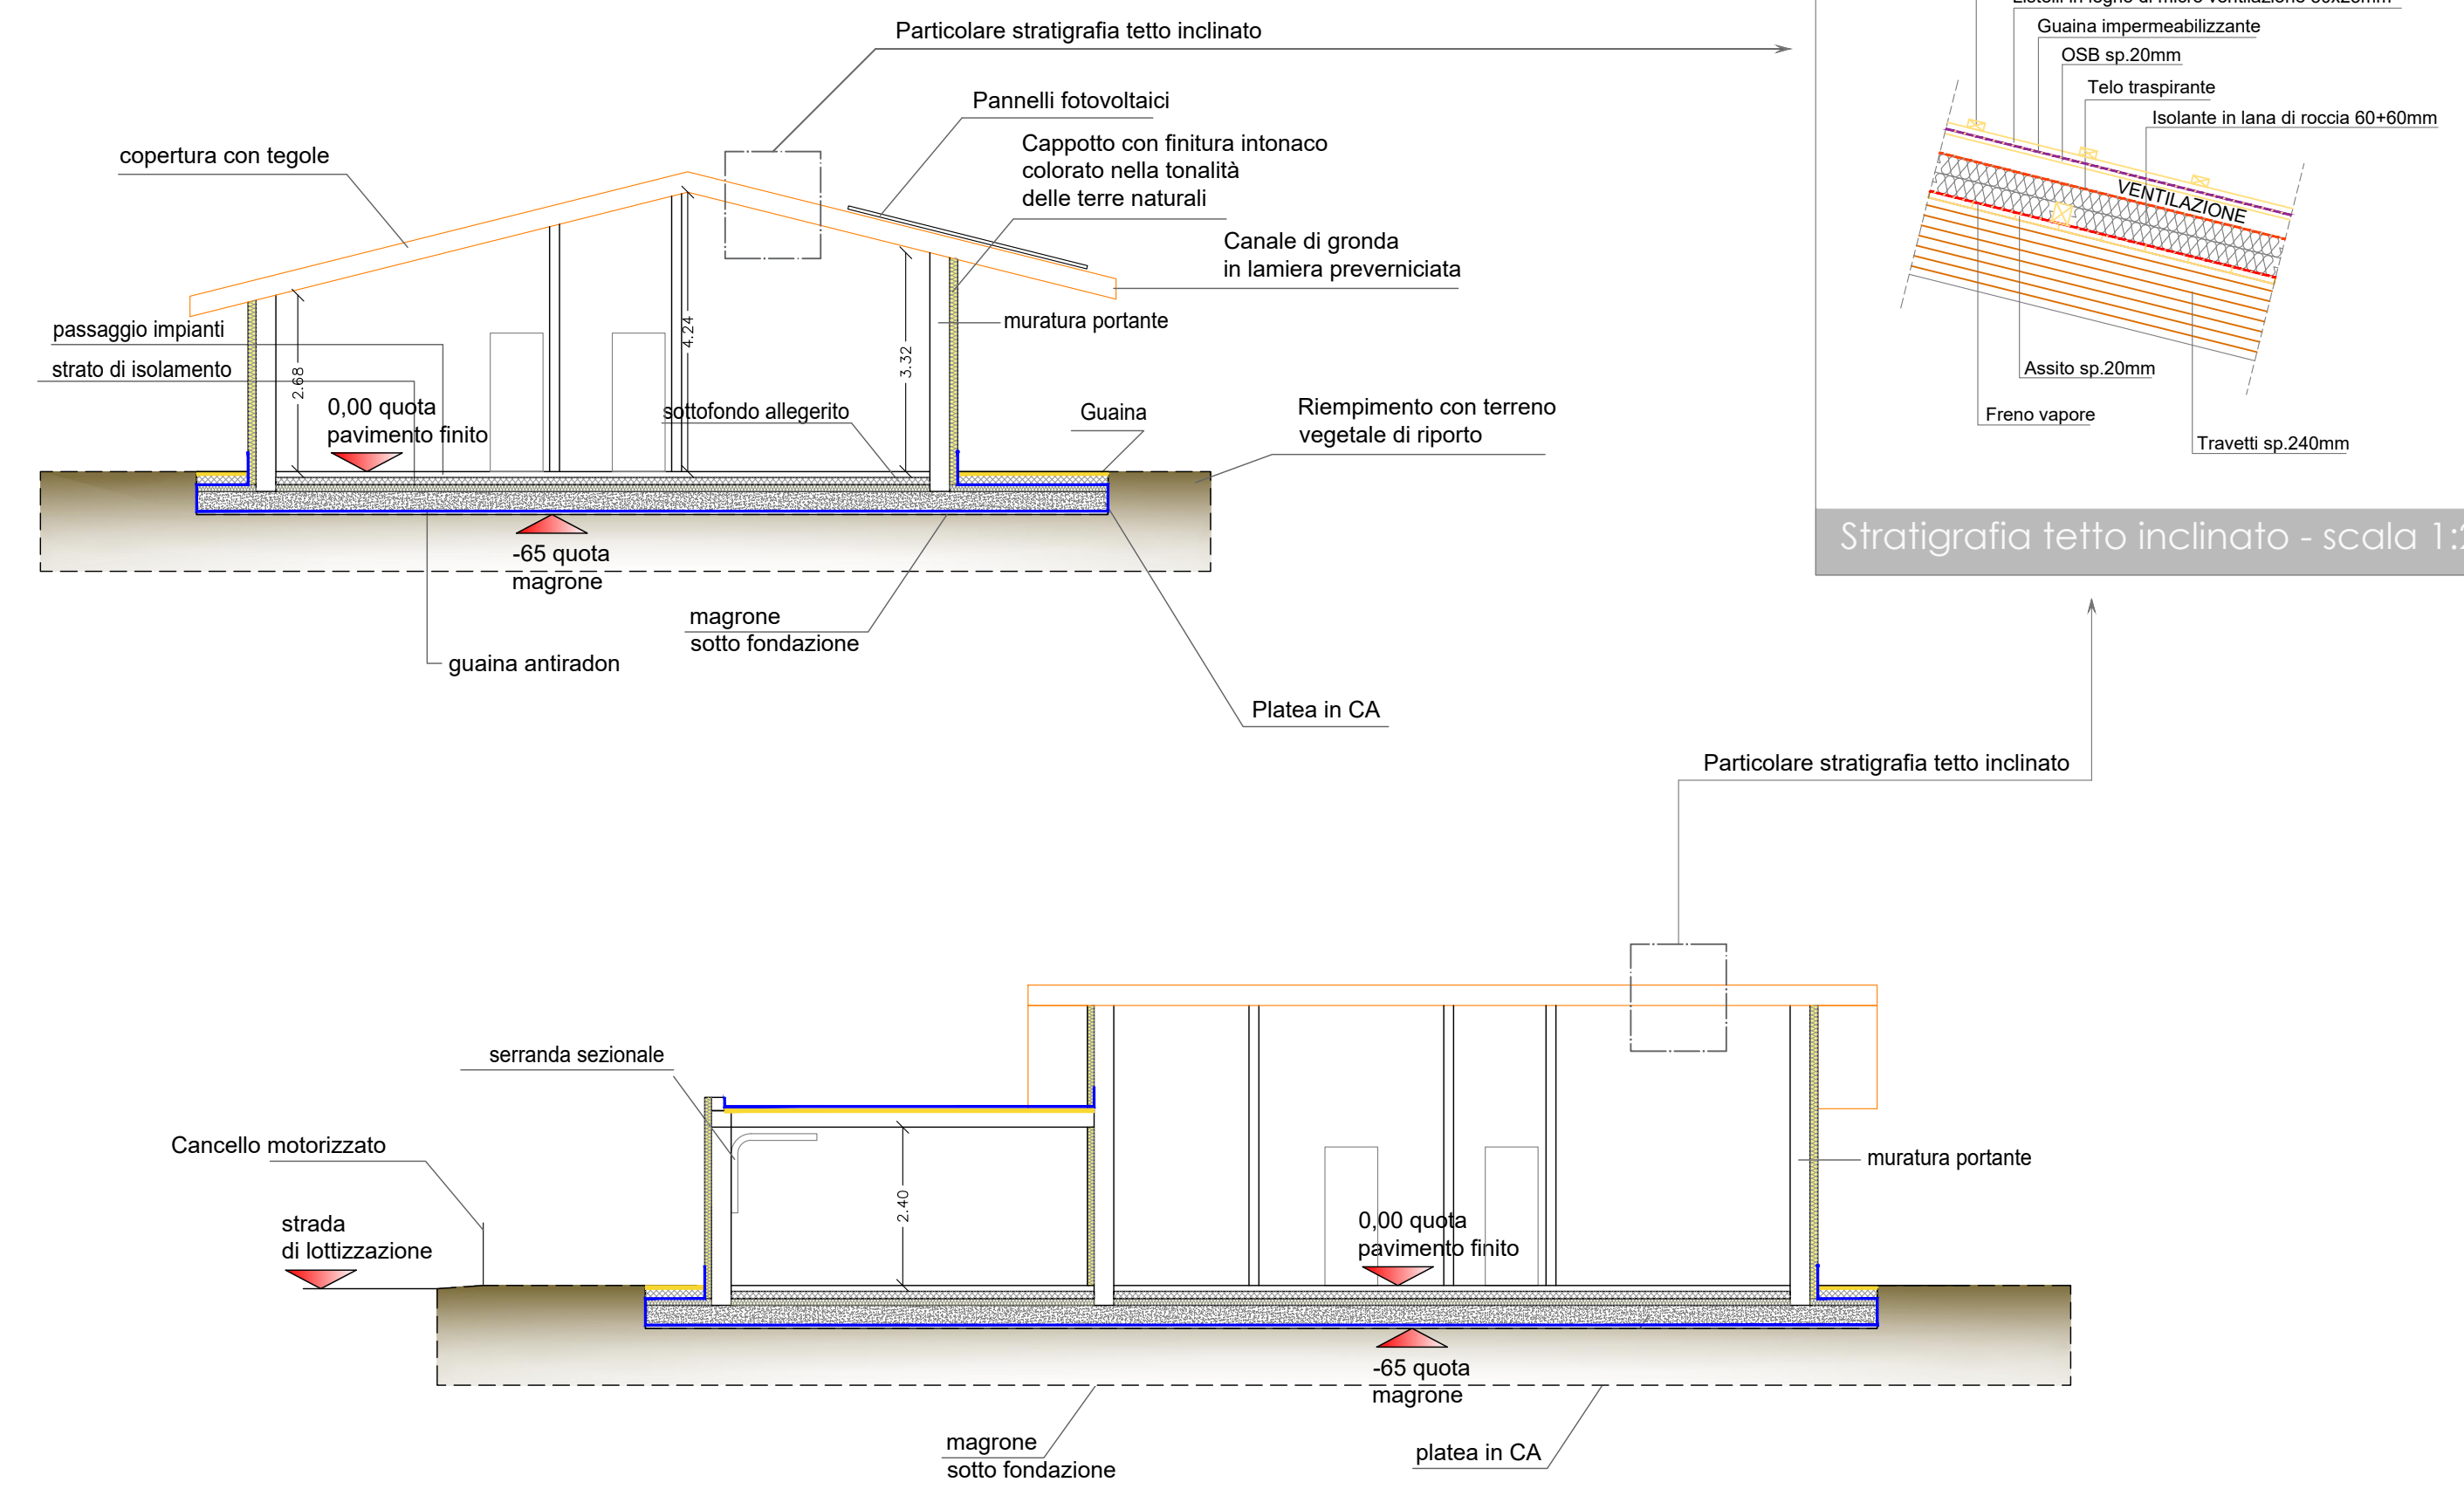 Particolare stratigrafia tetto inclinato
Pannelli fotovoltaici
Cappotto con finitura intonaco
colorato nella tonalità
delle terre naturali
copertura con tegole
Canale di gronda
in lamiera preverniciata
muratura portante
passaggio impianti
strato di isolamento
2.68
4.24
3.32
0,00 quota
pavimento finito
sottofondo allegerito
Guaina
Riempimento con terreno
vegetale di riporto
-65 quota
magrone
magrone
sotto fondazione
guaina antiradon
Platea in CA
Guaina impermeabilizzante
OSB sp.20mm
Telo traspirante
Isolante in lana di roccia 60+60mm
VENTILAZIONE
Assito sp.20mm
Freno vapore
Travetti sp.240mm
Stratigrafia tetto inclinato - scala
Particolare stratigrafia tetto inclinato
serranda sezionale
Cancello motorizzato
strada
di lottizzazione
2.40
0,00 quota
pavimento finito
muratura portante
-65 quota
magrone
magrone
sotto fondazione
platea in CA